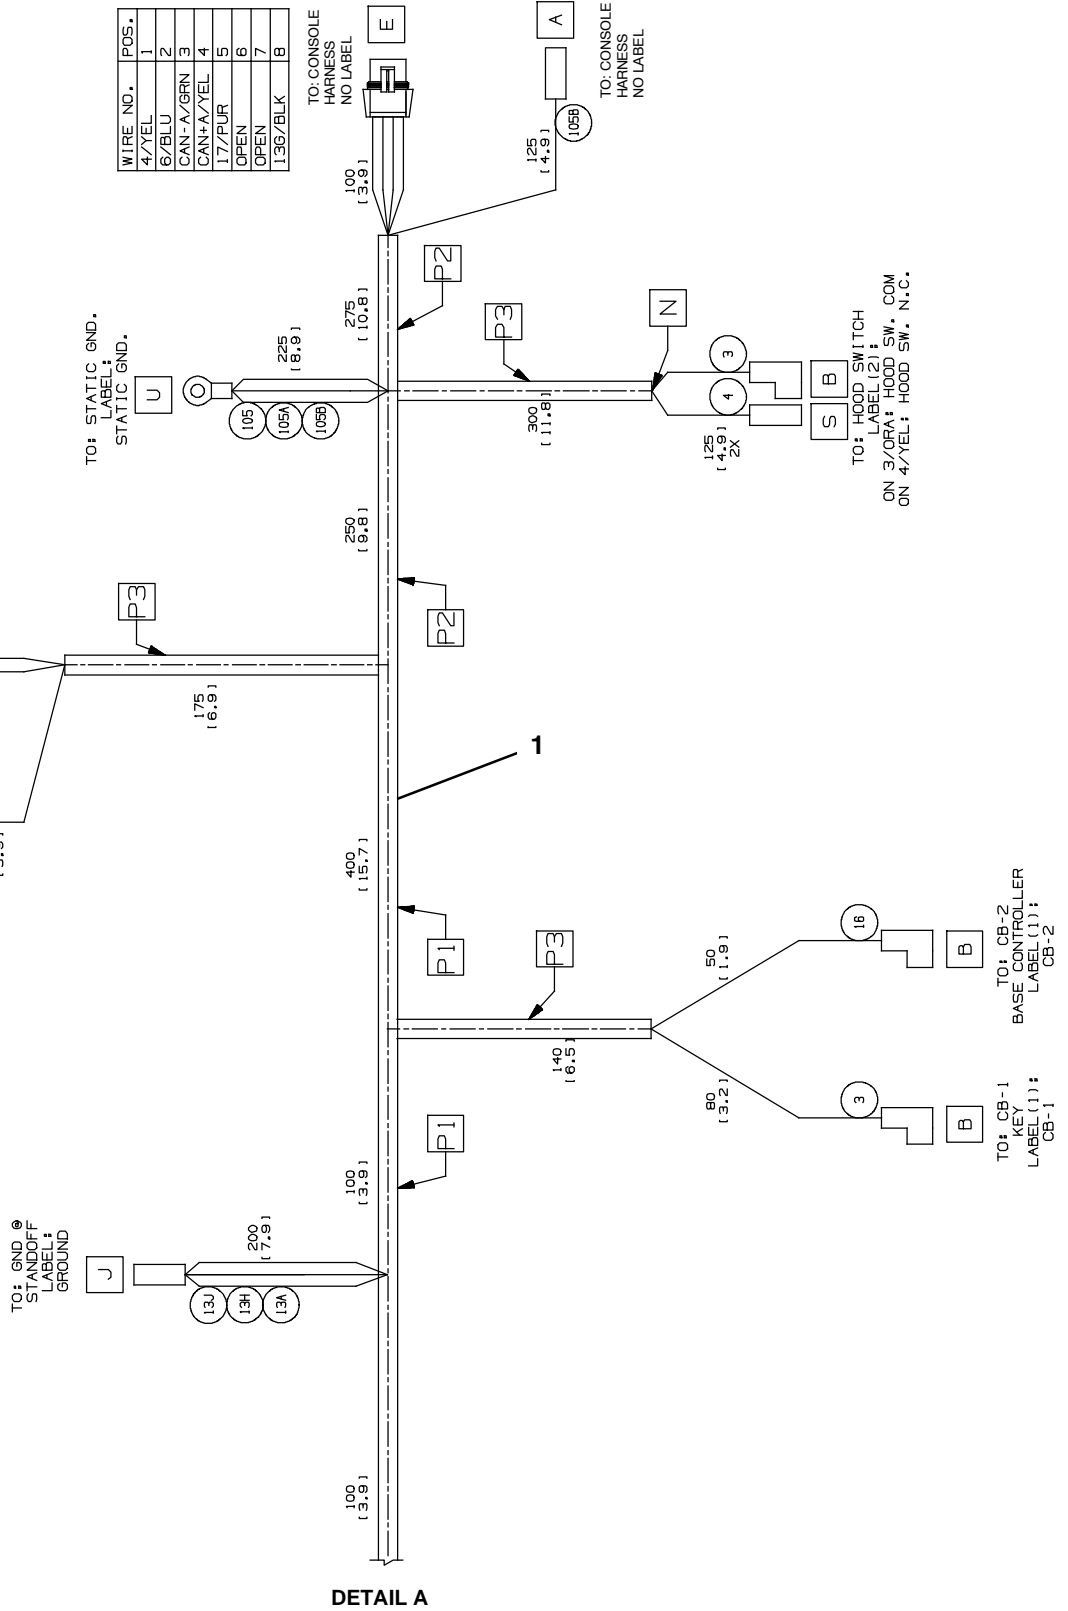 WIRE NO. POS.
4/YEL 1
6/BLU 2
CAN-A/GRN 3
CAN+A/YEL 4
17/PUR 5
OPEN 6
OPEN 7
13G/BLK 8
TO: CONSOLE
HARNESS
NO LABEL
E
100
[3.9]
TO: CONSOLE
HARNESS
NO LABEL
A
105B
125
[4.9]
P2
275
[10.8]
TO: STATIC GND.
LABEL:
STATIC GND.
U
225
[8.9]
105
105A
105B
P3
300
[11.8]
N
3
4
125
[4.9]
2X
B
S
TO: HOOD SWITCH
LABEL(2):
ON 3/ORA: HOOD SW. COM
ON 4/YEL: HOOD SW. N.C.
250
[9.8]
P2
P3
175
[6.9]
1
400
[15.7]
P1
P3
140
[6.5]
50
[1.9]
16
B
TO: CB-2
BASE CONTROLLER
LABEL(1):
CB-2
80
[3.2]
3
B
TO: CB-1
KEY
LABEL(1):
CB-1
P1
100
[3.9]
TO: GND @
STANDOFF
LABEL:
GROUND
J
200
[7.9]
13J
13H
13A
100
[3.9]
DETAIL A